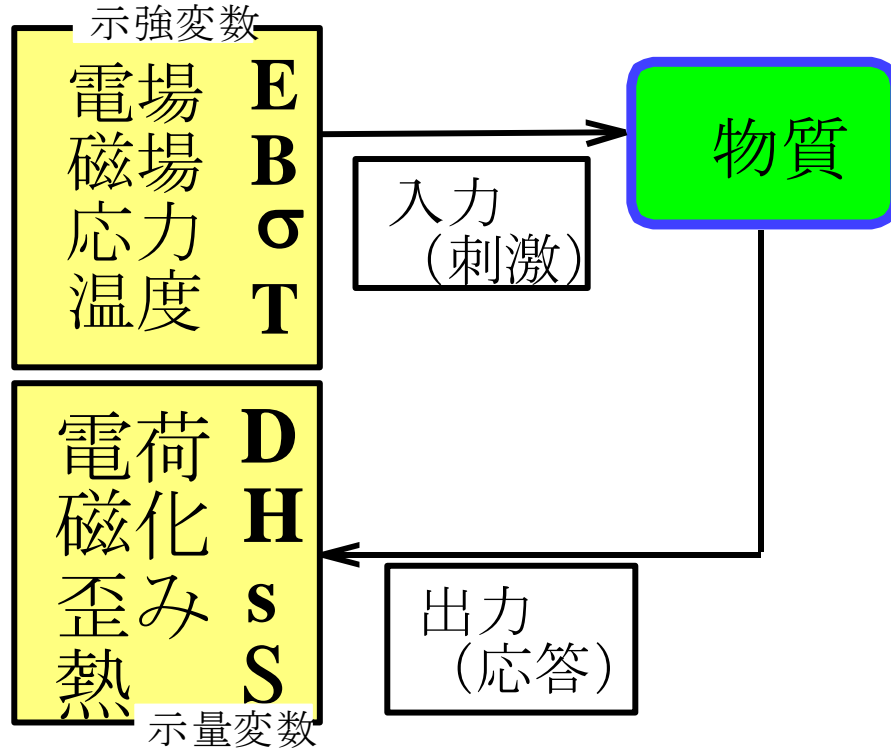 示強変数
電場 E
磁場 B
応力 σ
温度 T
入力
（刺激）
物質
電荷 D
磁化 H
歪み s
熱 S
示量変数
出力
（応答）